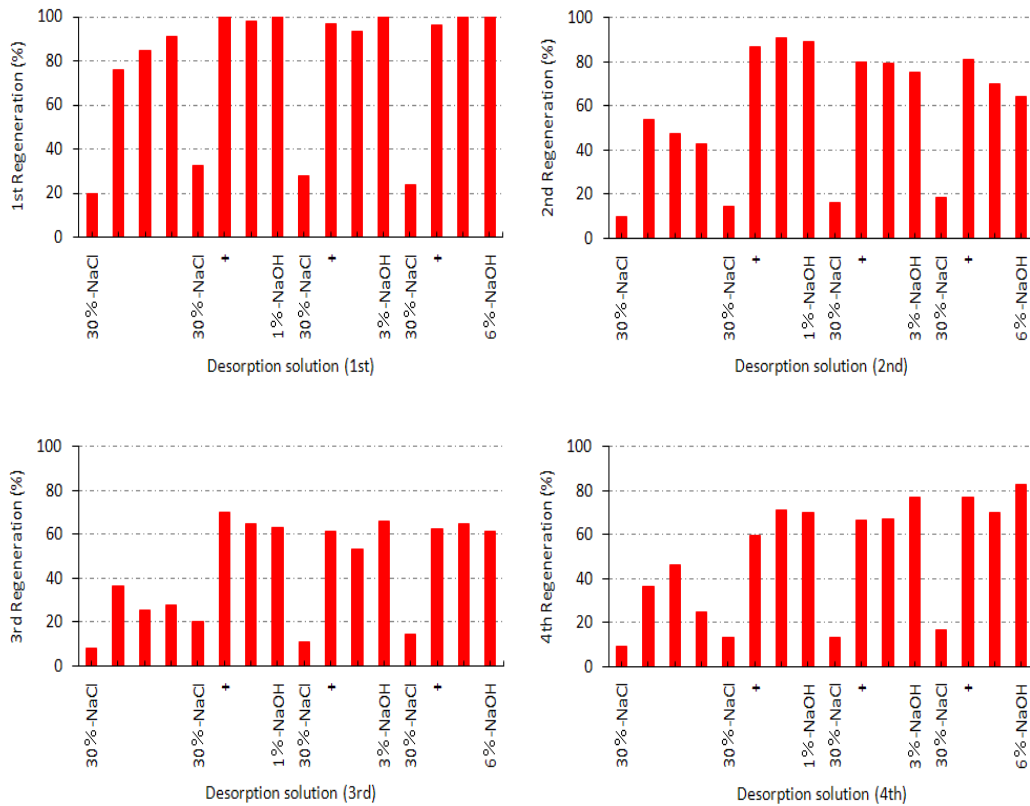 1st Regeneration (%)
100
80
60
40
20
0
30 %-NaCl
30 %-NaCl
+
1 %-NaOH
30 %-NaCl
+
3 %-NaOH
30 %-NaCl
+
6 %-NaOH
Desorption solution (1st)
2nd Regeneration (%)
100
80
60
40
20
0
30 %-NaCl
30 %-NaCl
+
1 %-NaOH
30 %-NaCl
+
3 %-NaOH
30 %-NaCl
+
6 %-NaOH
Desorption solution (2nd)
3rd Regeneration (%)
100
80
60
40
20
0
30 %-NaCl
30 %-NaCl
+
1 %-NaOH
30 %-NaCl
+
3 %-NaOH
30 %-NaCl
+
6 %-NaOH
Desorption solution (3rd)
4th Regeneration (%)
100
80
60
40
20
0
30 %-NaCl
30 %-NaCl
+
1 %-NaOH
30 %-NaCl
+
3 %-NaOH
30 %-NaCl
+
6 %-NaOH
Desorption solution (4th)